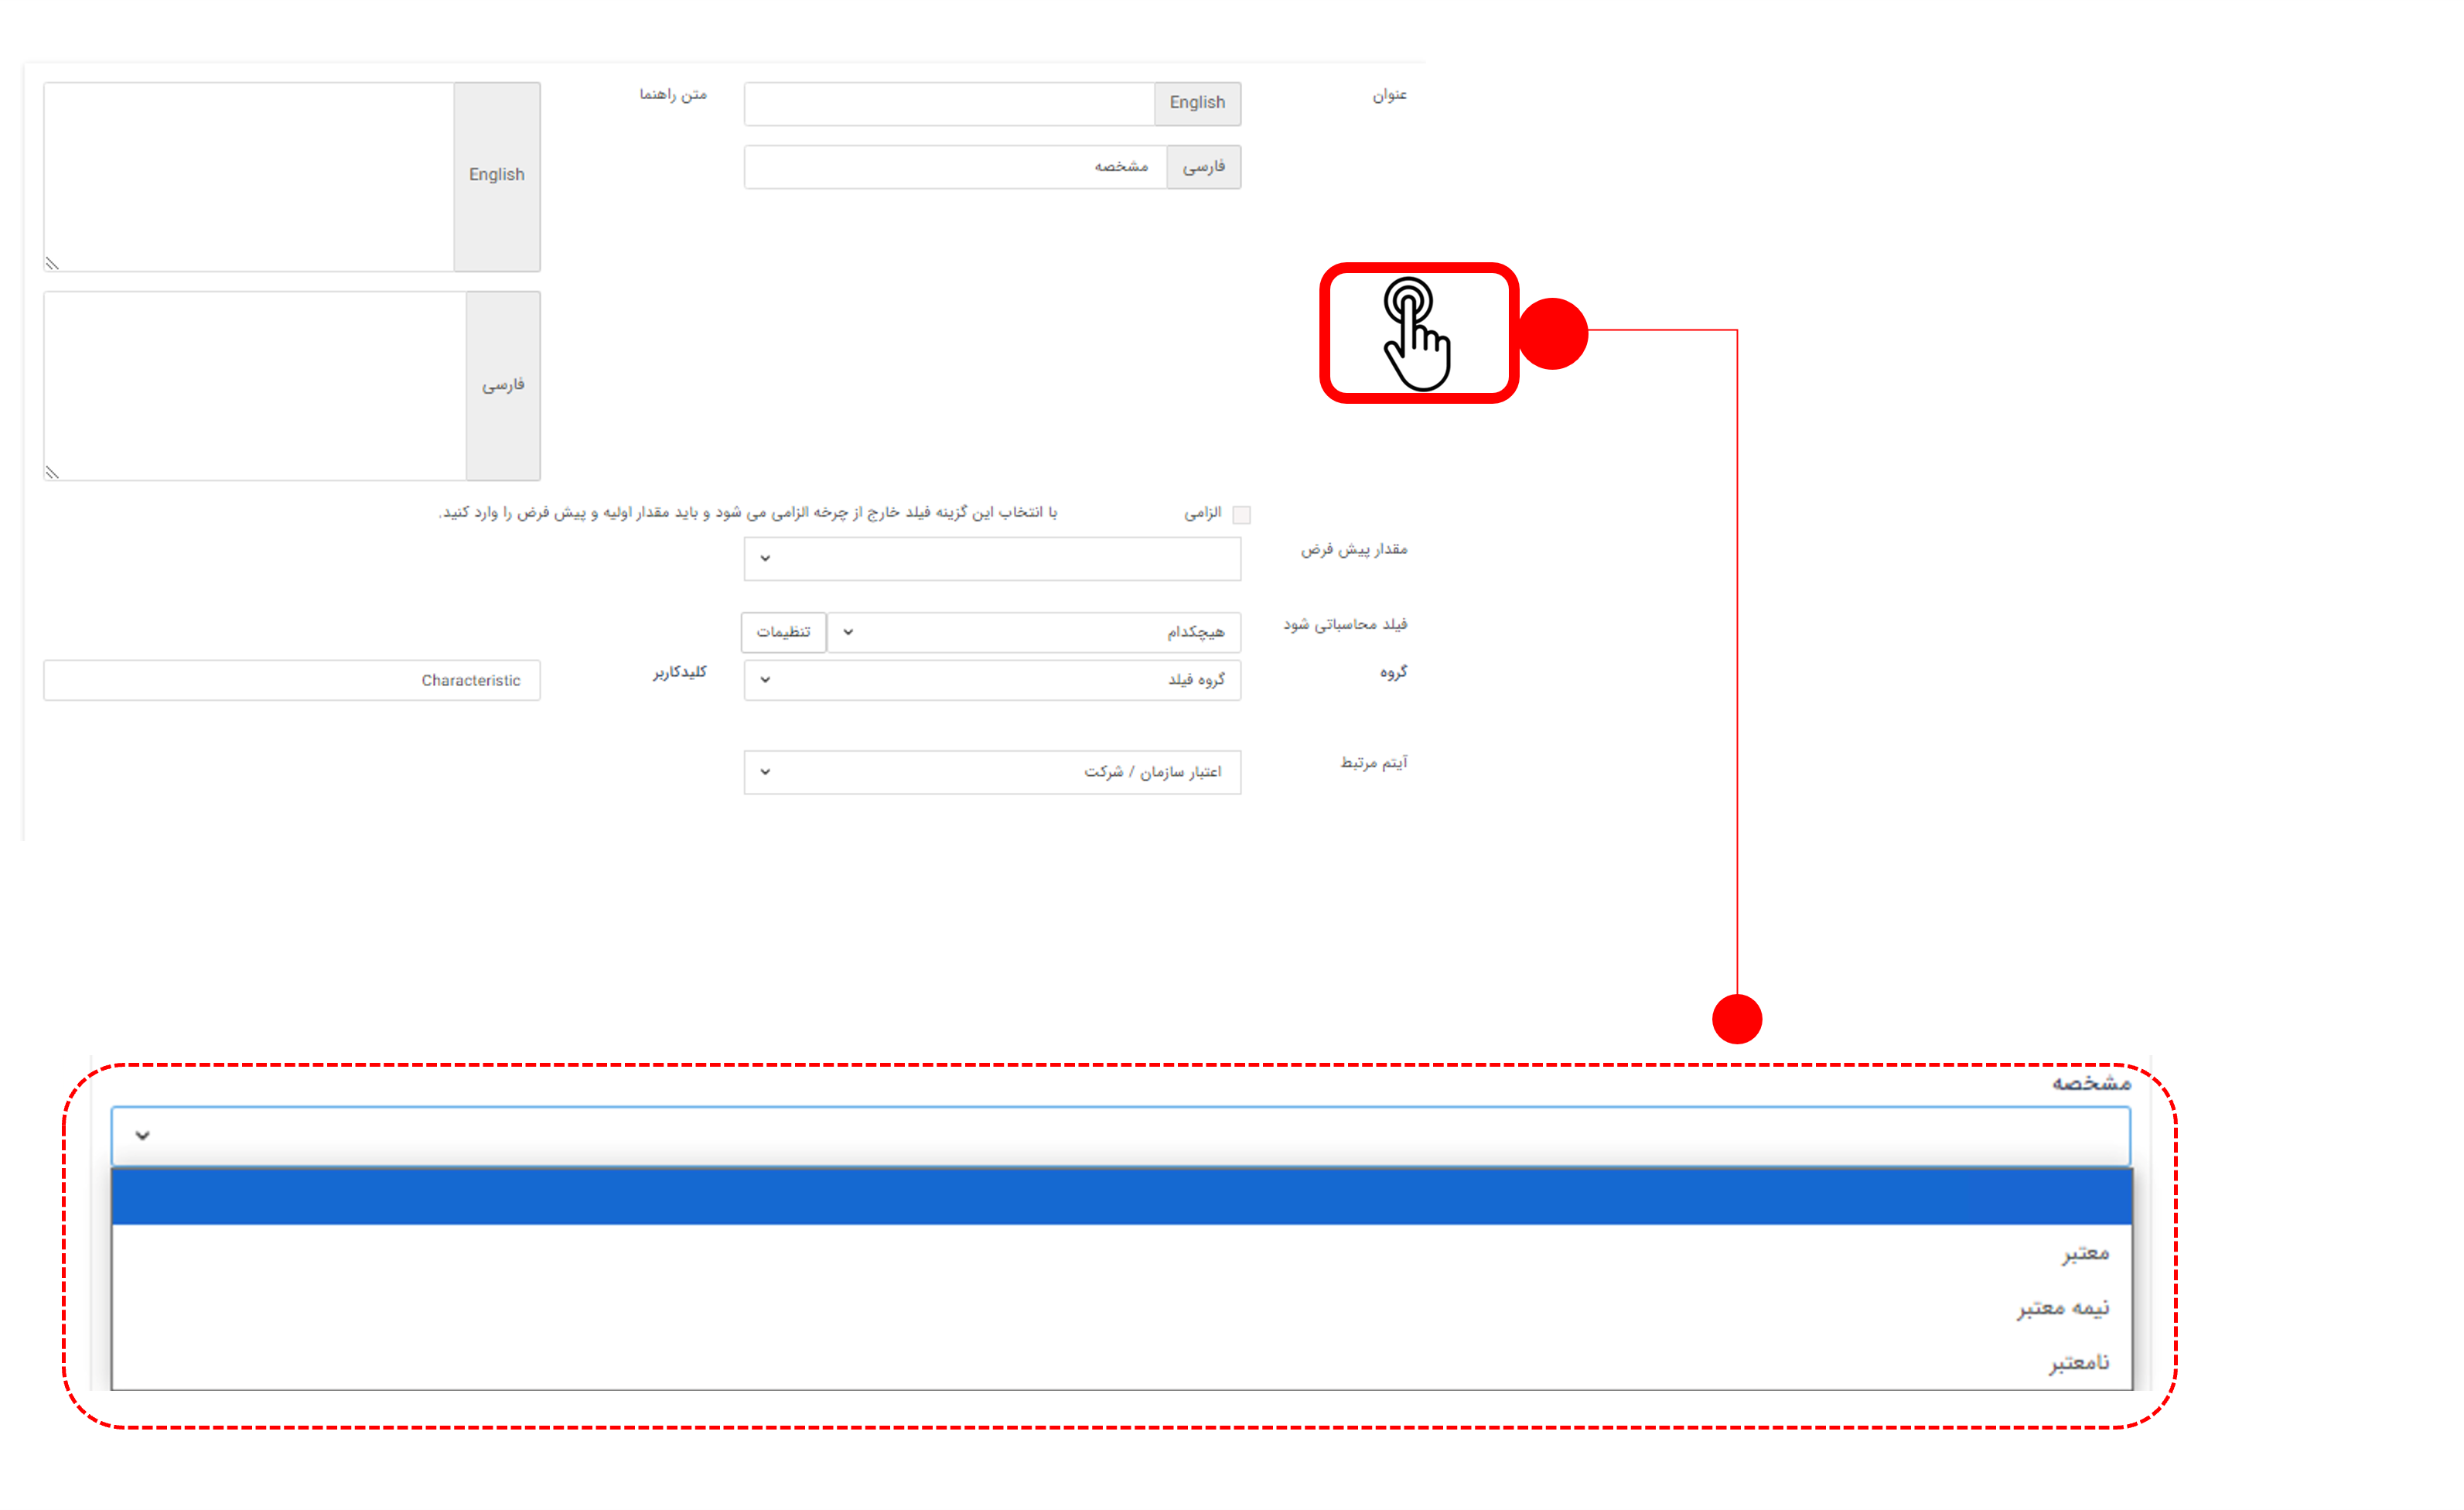 عنوان
English
متن راهنما
English
فارسی
مشخصه
فارسی
الزامی
با انتخاب این گزینه فیلد خارج از چرخه الزامی می شود و باید مقدار اولیه و پیش فرض را وارد کنید.
مقدار پیش فرض
فیلد محاسباتی شود
هیچکدام
تنظیمات
گروه
گروه فیلد
کلیدکاربر
Characteristic
آیتم مرتبط
اعتبار سازمان / شرکت
مشخصه
معتبر
نیمه معتبر
نامعتبر